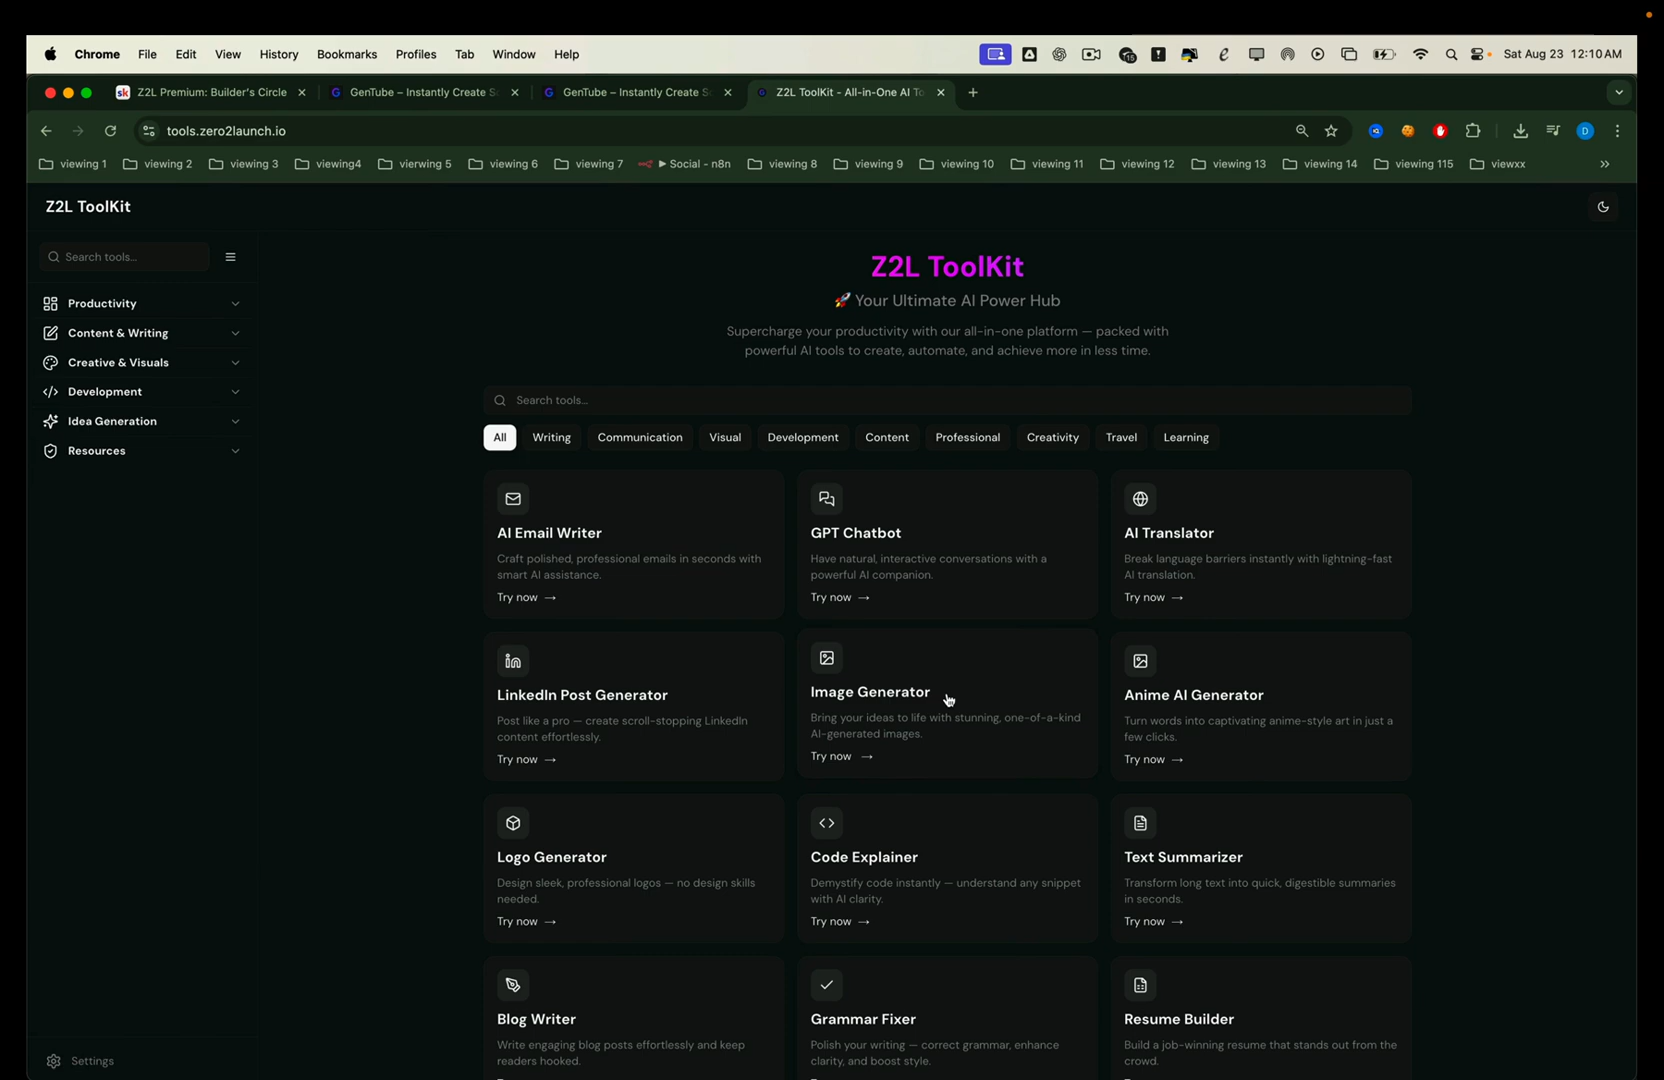 Chrome File Edit View History Bookmarks Profiles Tab Window Help Sat Aug 23 12:10 AM
Z2L Premium: Builder's Circle GenTube – Instantly Create Sc GenTube – Instantly Create Sc Z2L ToolKit - All-in-One AI To
tools.zero2launch.io D
viewing 1 viewing 2 viewing 3 viewing4 vierwing 5 viewing 6 viewing 7 ► Social - n8n viewing 8 viewing 9 viewing 10 viewing 11 viewing 12 viewing 13 viewing 14 viewing 115 viewxx
Z2L ToolKit
Search tools...
Productivity
Content & Writing
Creative & Visuals
Development
Idea Generation
Resources
Settings
Z2L ToolKit
🚀 Your Ultimate AI Power Hub
Supercharge your productivity with our all-in-one platform — packed with
powerful AI tools to create, automate, and achieve more in less time.
Search tools...
All Writing Communication Visual Development Content Professional Creativity Travel Learning
AI Email Writer
Craft polished, professional emails in seconds with
smart AI assistance.
Try now →
GPT Chatbot
Have natural, interactive conversations with a
powerful AI companion.
Try now →
AI Translator
Break language barriers instantly with lightning-fast
AI translation.
Try now →
LinkedIn Post Generator
Post like a pro — create scroll-stopping LinkedIn
content effortlessly.
Try now →
Image Generator
Bring your ideas to life with stunning, one-of-a-kind
AI-generated images.
Try now →
Anime AI Generator
Turn words into captivating anime-style art in just a
few clicks.
Try now →
Logo Generator
Design sleek, professional logos — no design skills
needed.
Try now →
Code Explainer
Demystify code instantly — understand any snippet
with AI clarity.
Try now →
Text Summarizer
Transform long text into quick, digestible summaries
in seconds.
Try now →
Blog Writer
Write engaging blog posts effortlessly and keep
readers hooked.
Grammar Fixer
Polish your writing — correct grammar, enhance
clarity, and boost style.
Resume Builder
Build a job-winning resume that stands out from the
crowd.